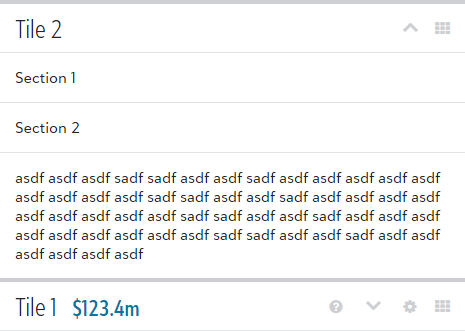 Tile 2
Section 1
Section 2
asdf asdf asdf sadf sadf asdf asdf sadf asdf asdf asdf asdf asdf
asdf asdf asdf asdf sadf sadf asdf asdf sadf asdf asdf asdf asdf
asdf asdf asdf asdf asdf sadf sadf asdf asdf sadf asdf asdf asdf
asdf asdf asdf asdf asdf asdf sadf sadf asdf asdf sadf asdf asdf
asdf asdf asdf asdf
Tile 1 $123.4m